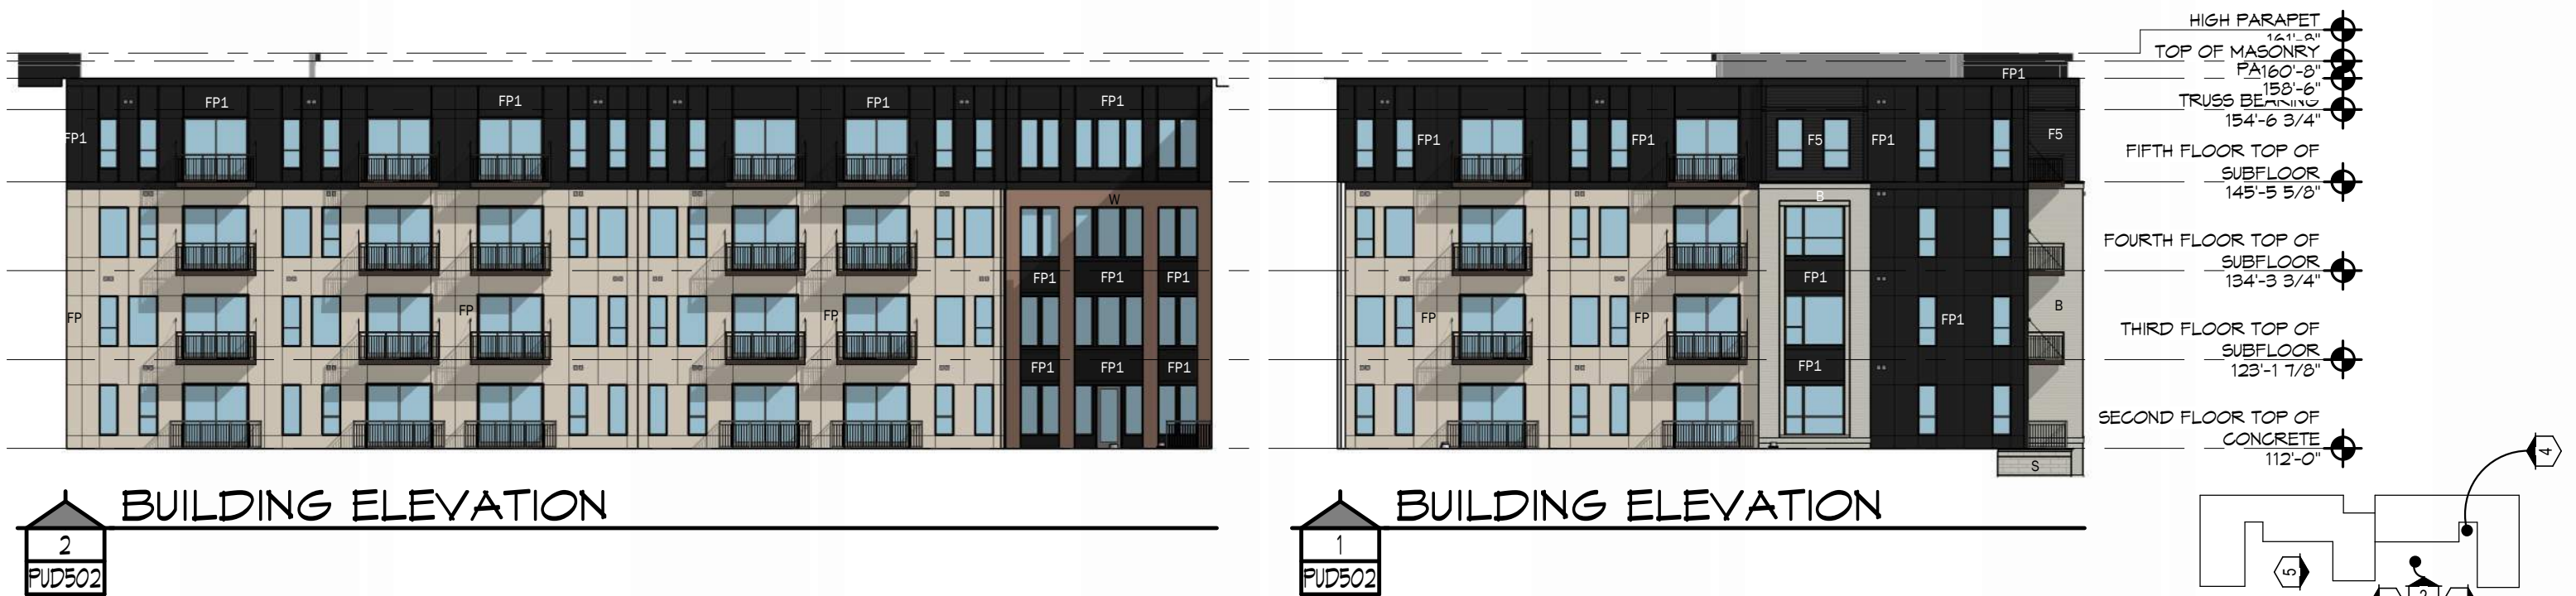 HIGH PARAPET
161'-8"
TOP OF MASONRY
PA160'-8"
158'-6"
TRUSS BEARING
154'-6 3/4"
FIFTH FLOOR TOP OF
SUBFLOOR
145'-5 5/8"
FOURTH FLOOR TOP OF
SUBFLOOR
134'-3 3/4"
THIRD FLOOR TOP OF
SUBFLOOR
123'-1 7/8"
SECOND FLOOR TOP OF
CONCRETE
112'-0"
FP1 FP1 FP1 FP1
FP1
W
FP1 FP1 FP1
FP FP FP
FP1 FP1 FP1
FP1
FP1 FP1 F5 FP1 F5
B
FP1
B
FP FP FP1
FP1
S
BUILDING ELEVATION
2
PUD502
BUILDING ELEVATION
1
PUD502
4
5